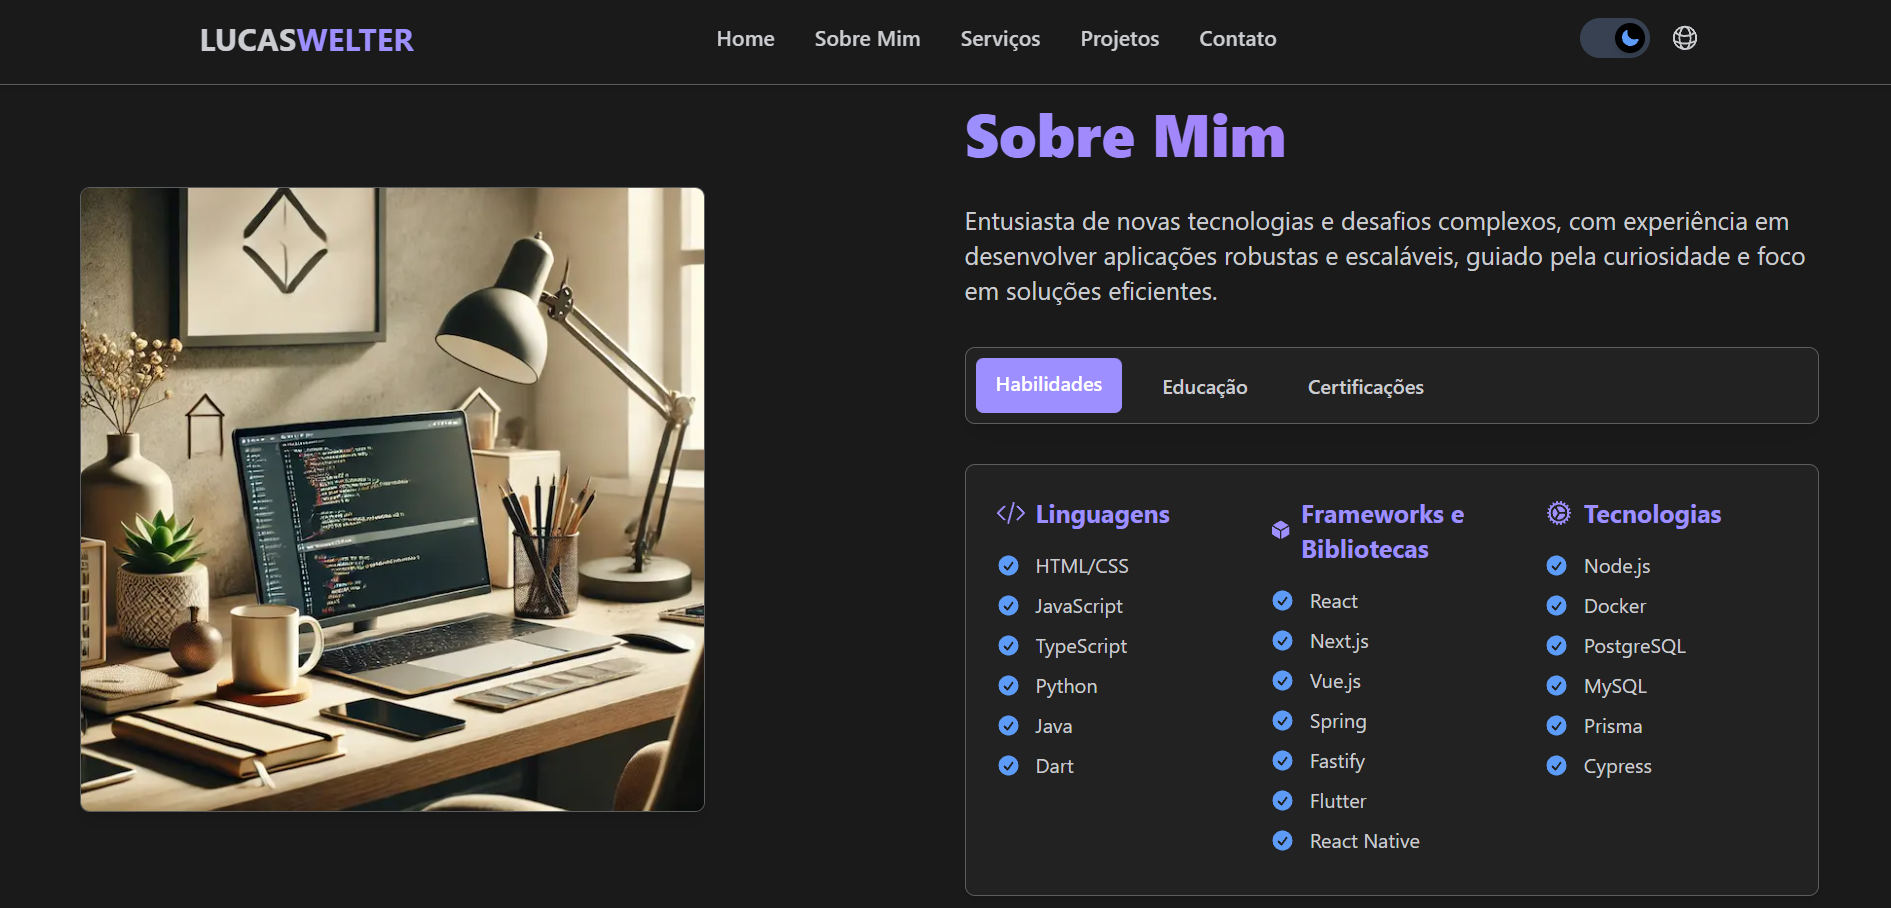 LUCASWELTER
Home Sobre Mim Serviços Projetos Contato
Sobre Mim
Entusiasta de novas tecnologias e desafios complexos, com experiência em
desenvolver aplicações robustas e escaláveis, guiado pela curiosidade e foco
em soluções eficientes.
Habilidades Educação Certificações
Linguagens
HTML/CSS
JavaScript
TypeScript
Python
Java
Dart
Frameworks e
Bibliotecas
React
Next.js
Vue.js
Spring
Fastify
Flutter
React Native
Tecnologias
Node.js
Docker
PostgreSQL
MySQL
Prisma
Cypress